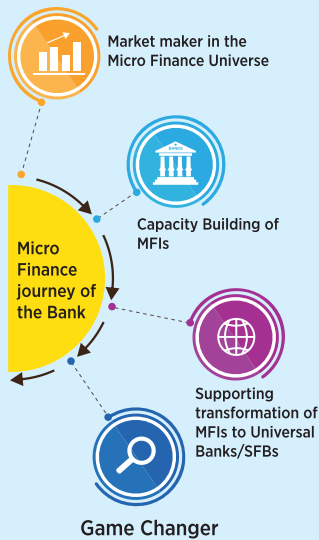 Market maker in the
Micro Finance Universe
BANKS
Capacity Building of
MFIs
Micro
Finance
journey of
the Bank
Supporting
transformation of
MFIs to Universal
Banks/SFBs
Game Changer